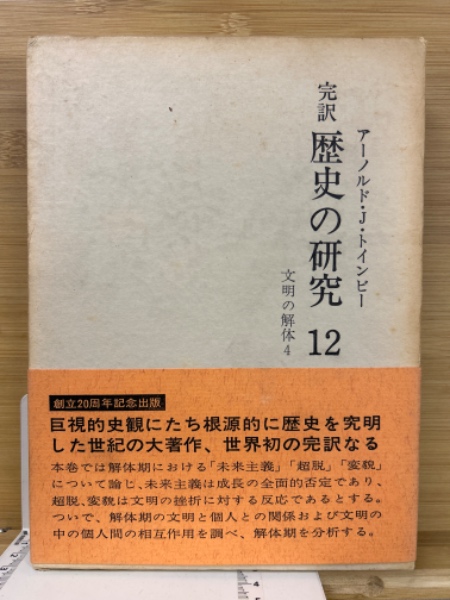 アーノルド・J・トインビー
完訳
歴史の研究 12
文明の解体 4
創立20周年記念出版
巨視的史観にたち根源的に歴史を究明
した世紀の大著作、世界初の完訳なる
本巻では解体期における「未来主義」「超脱」「変貌」
について論じ、未来主義は成長の全面的否定であり、
超脱、変貌は文明の挫折に対する反応であるとする。
ついで、解体期の文明と個人との関係および文明の
中の個人間の相互作用を調べ、解体期を分析する。